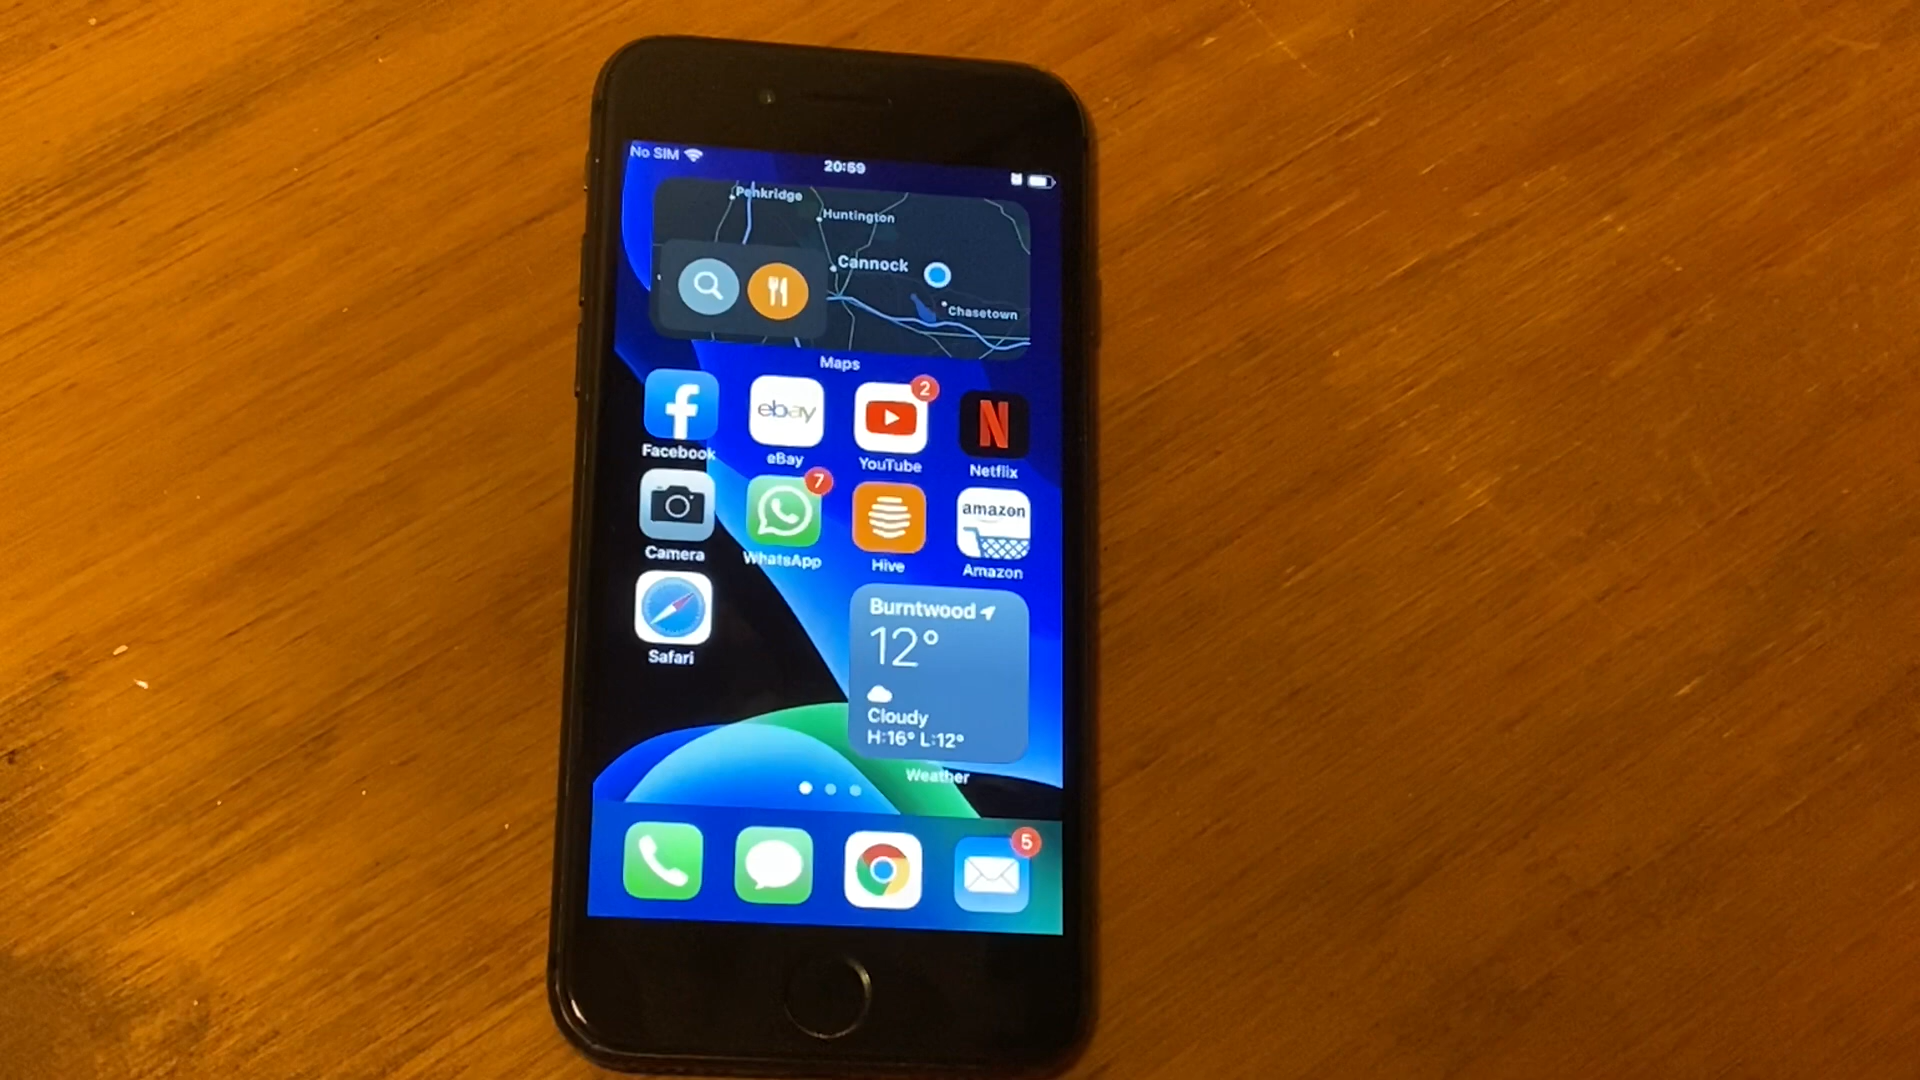 No SIM
20:59
Penkridge
Huntington
Cannock
Chasetown
Maps
2
Facebook
ebay
eBay
YouTube
N
Netflix
7
amazon
Camera
WhatsApp
Hive
Amazon
Burntwood
12°
Safari
Cloudy
H:16° L:12°
Weather
5